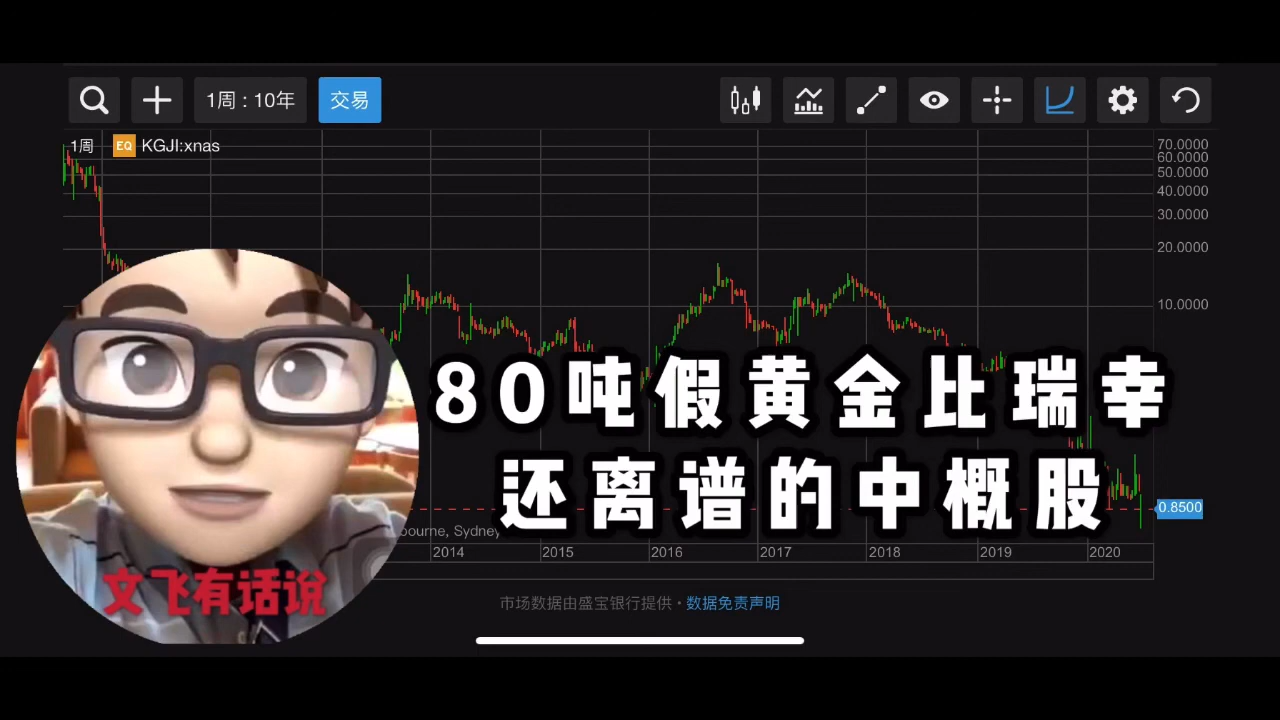 1周 : 10年
交易
1周 EQ KGJI:xnas
70.0000
60.0000
50.0000
40.0000
30.0000
20.0000
10.0000
80吨假黄金比瑞幸
还离谱的中概股
0.8500
bourne, Sydney
2014 2015 2016 2017 2018 2019 2020
文飞有话说
市场数据由盛宝银行提供 • 数据免责声明